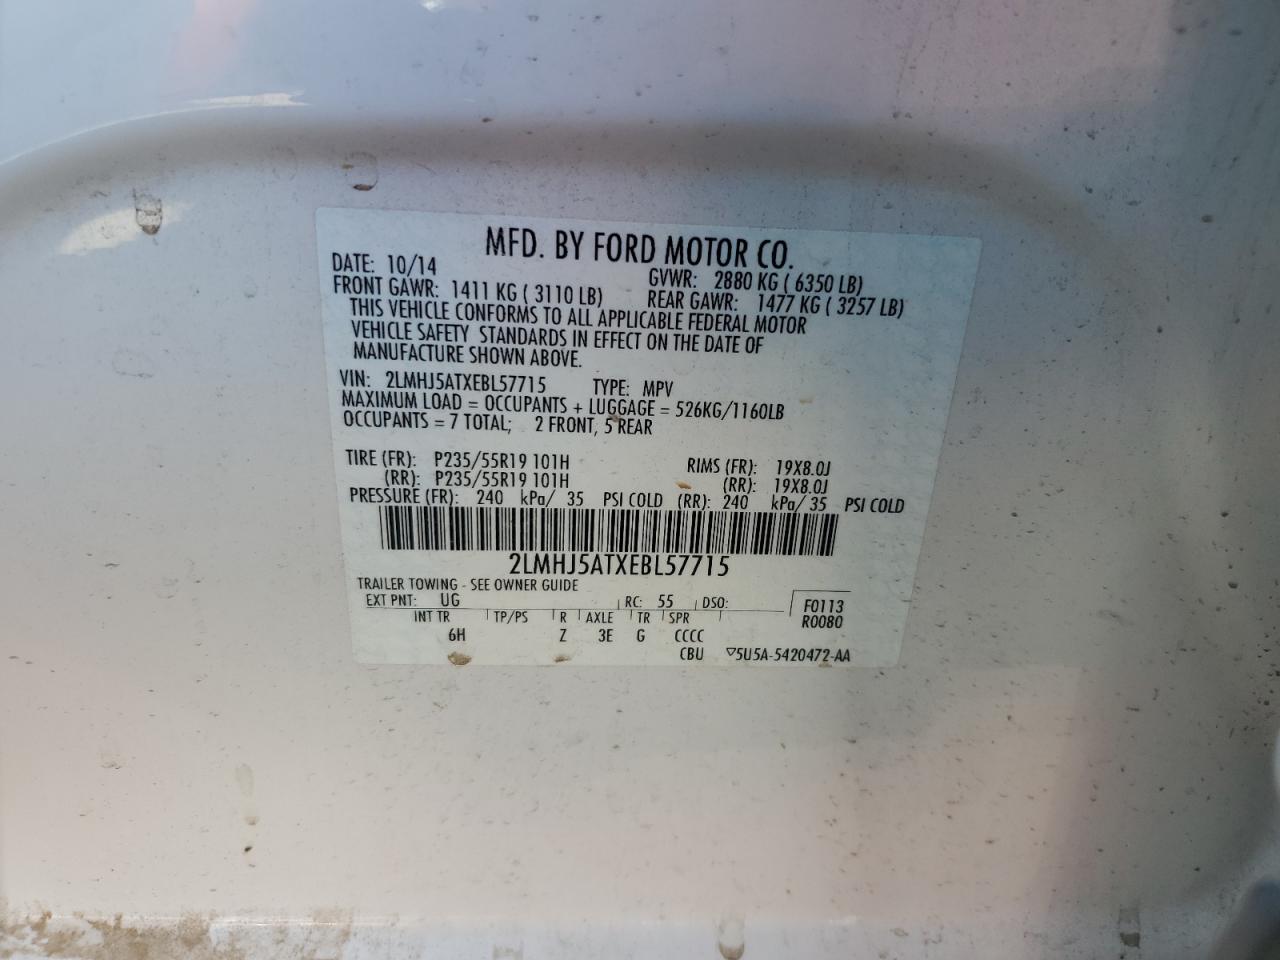 MFD. BY FORD MOTOR CO.
DATE: 10/14 GVWR: 2880 KG ( 6350 LB)
FRONT GAWR: 1411 KG ( 3110 LB) REAR GAWR: 1477 KG ( 3257 LB)
THIS VEHICLE CONFORMS TO ALL APPLICABLE FEDERAL MOTOR
VEHICLE SAFETY STANDARDS IN EFFECT ON THE DATE OF
MANUFACTURE SHOWN ABOVE.
VIN: 2LMHJ5ATXEBL57715 TYPE: MPV
MAXIMUM LOAD = OCCUPANTS + LUGGAGE = 526KG/1160LB
OCCUPANTS = 7 TOTAL; 2 FRONT, 5 REAR
TIRE (FR): P235/55R19 101H RIMS (FR): 19X8.0J
(RR): P235/55R19 101H (RR): 19X8.0J
PRESSURE (FR): 240 kPa/ 35 PSI COLD (RR): 240 kPa/ 35 PSI COLD
2LMHJ5ATXEBL57715
TRAILER TOWING - SEE OWNER GUIDE
EXT PNT: UG RC: 55 DSO: F0113
INT TR TP/PS R AXLE TR SPR R0080
6H Z 3E G CCCC
CBU ▽5U5A-5420472-AA